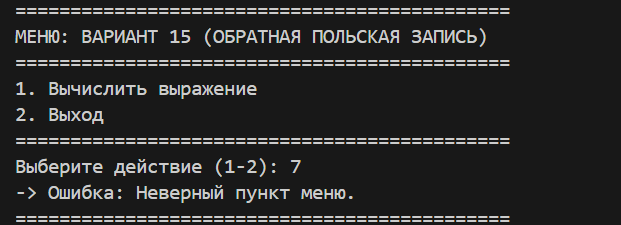 =============================================
МЕНЮ: ВАРИАНТ 15 (ОБРАТНАЯ ПОЛЬСКАЯ ЗАПИСЬ)
=============================================
1. Вычислить выражение
2. Выход
=============================================
Выберите действие (1-2): 7
-> Ошибка: Неверный пункт меню.
=============================================